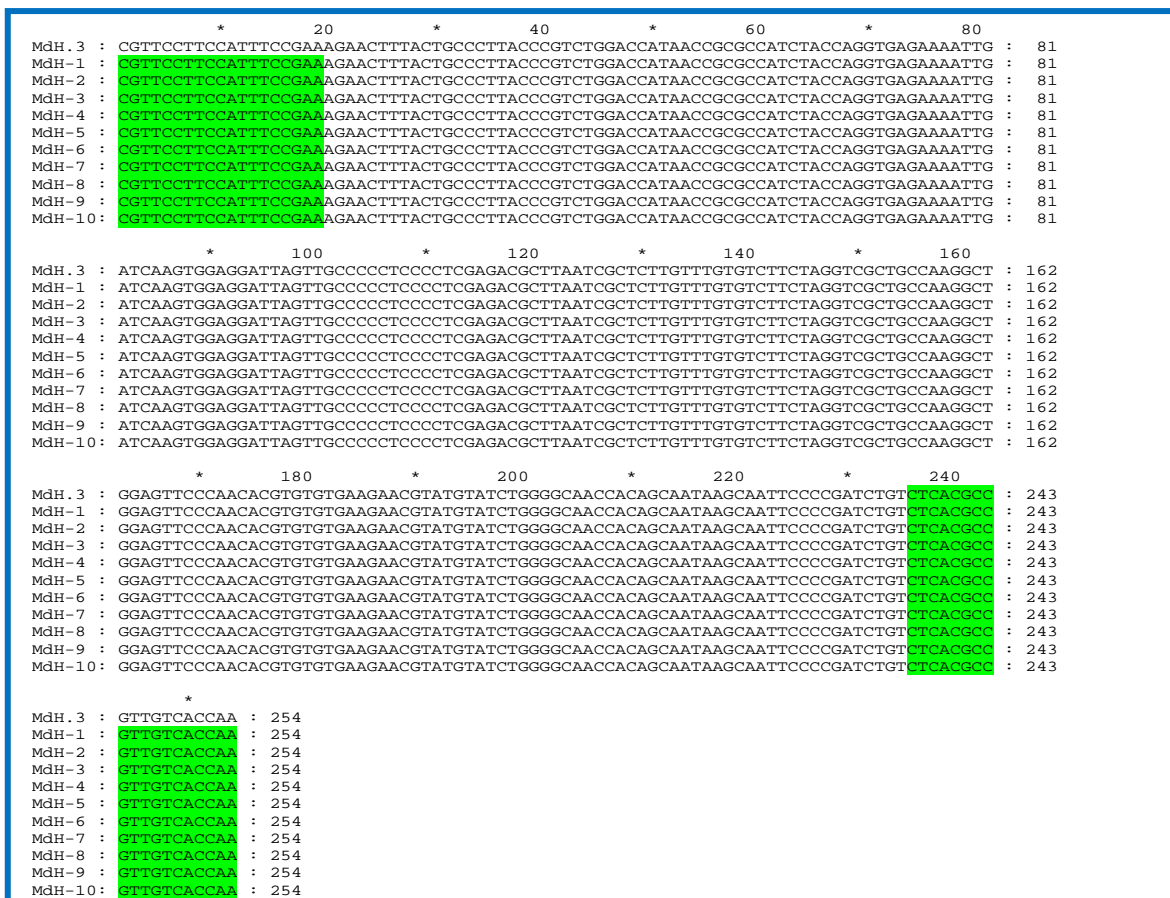 * 20 * 40 * 60 * 80
MdH.3 : CGTTCCTTCCATTTCCGAAAGAACTTTACTGCCCTTACCCGTCTGGACCATAACCGCGCCATCTACCAGGTGAGAAAATTG : 81
MdH-1 : CGTTCCTTCCATTTCCGAAAGAACTTTACTGCCCTTACCCGTCTGGACCATAACCGCGCCATCTACCAGGTGAGAAAATTG : 81
MdH-2 : CGTTCCTTCCATTTCCGAAAGAACTTTACTGCCCTTACCCGTCTGGACCATAACCGCGCCATCTACCAGGTGAGAAAATTG : 81
MdH-3 : CGTTCCTTCCATTTCCGAAAGAACTTTACTGCCCTTACCCGTCTGGACCATAACCGCGCCATCTACCAGGTGAGAAAATTG : 81
MdH-4 : CGTTCCTTCCATTTCCGAAAGAACTTTACTGCCCTTACCCGTCTGGACCATAACCGCGCCATCTACCAGGTGAGAAAATTG : 81
MdH-5 : CGTTCCTTCCATTTCCGAAAGAACTTTACTGCCCTTACCCGTCTGGACCATAACCGCGCCATCTACCAGGTGAGAAAATTG : 81
MdH-6 : CGTTCCTTCCATTTCCGAAAGAACTTTACTGCCCTTACCCGTCTGGACCATAACCGCGCCATCTACCAGGTGAGAAAATTG : 81
MdH-7 : CGTTCCTTCCATTTCCGAAAGAACTTTACTGCCCTTACCCGTCTGGACCATAACCGCGCCATCTACCAGGTGAGAAAATTG : 81
MdH-8 : CGTTCCTTCCATTTCCGAAAGAACTTTACTGCCCTTACCCGTCTGGACCATAACCGCGCCATCTACCAGGTGAGAAAATTG : 81
MdH-9 : CGTTCCTTCCATTTCCGAAAGAACTTTACTGCCCTTACCCGTCTGGACCATAACCGCGCCATCTACCAGGTGAGAAAATTG : 81
MdH-10: CGTTCCTTCCATTTCCGAAAGAACTTTACTGCCCTTACCCGTCTGGACCATAACCGCGCCATCTACCAGGTGAGAAAATTG : 81
* 100 * 120 * 140 * 160
MdH.3 : ATCAAGTGGAGGATTAGTTGCCCCCTCCCCTCGAGACGCTTAATCGCTCTTGTTTGTGTCTTCTAGGTCGCTGCCAAGGCT : 162
MdH-1 : ATCAAGTGGAGGATTAGTTGCCCCCTCCCCTCGAGACGCTTAATCGCTCTTGTTTGTGTCTTCTAGGTCGCTGCCAAGGCT : 162
MdH-2 : ATCAAGTGGAGGATTAGTTGCCCCCTCCCCTCGAGACGCTTAATCGCTCTTGTTTGTGTCTTCTAGGTCGCTGCCAAGGCT : 162
MdH-3 : ATCAAGTGGAGGATTAGTTGCCCCCTCCCCTCGAGACGCTTAATCGCTCTTGTTTGTGTCTTCTAGGTCGCTGCCAAGGCT : 162
MdH-4 : ATCAAGTGGAGGATTAGTTGCCCCCTCCCCTCGAGACGCTTAATCGCTCTTGTTTGTGTCTTCTAGGTCGCTGCCAAGGCT : 162
MdH-5 : ATCAAGTGGAGGATTAGTTGCCCCCTCCCCTCGAGACGCTTAATCGCTCTTGTTTGTGTCTTCTAGGTCGCTGCCAAGGCT : 162
MdH-6 : ATCAAGTGGAGGATTAGTTGCCCCCTCCCCTCGAGACGCTTAATCGCTCTTGTTTGTGTCTTCTAGGTCGCTGCCAAGGCT : 162
MdH-7 : ATCAAGTGGAGGATTAGTTGCCCCCTCCCCTCGAGACGCTTAATCGCTCTTGTTTGTGTCTTCTAGGTCGCTGCCAAGGCT : 162
MdH-8 : ATCAAGTGGAGGATTAGTTGCCCCCTCCCCTCGAGACGCTTAATCGCTCTTGTTTGTGTCTTCTAGGTCGCTGCCAAGGCT : 162
MdH-9 : ATCAAGTGGAGGATTAGTTGCCCCCTCCCCTCGAGACGCTTAATCGCTCTTGTTTGTGTCTTCTAGGTCGCTGCCAAGGCT : 162
MdH-10: ATCAAGTGGAGGATTAGTTGCCCCCTCCCCTCGAGACGCTTAATCGCTCTTGTTTGTGTCTTCTAGGTCGCTGCCAAGGCT : 162
* 180 * 200 * 220 * 240
MdH.3 : GGAGTTCCCAACACGTGTGTGAAGAACGTATGTATCTGGGGCAACCACAGCAATAAGCAATTCCCCGATCTGTCTCACGCC : 243
MdH-1 : GGAGTTCCCAACACGTGTGTGAAGAACGTATGTATCTGGGGCAACCACAGCAATAAGCAATTCCCCGATCTGTCTCACGCC : 243
MdH-2 : GGAGTTCCCAACACGTGTGTGAAGAACGTATGTATCTGGGGCAACCACAGCAATAAGCAATTCCCCGATCTGTCTCACGCC : 243
MdH-3 : GGAGTTCCCAACACGTGTGTGAAGAACGTATGTATCTGGGGCAACCACAGCAATAAGCAATTCCCCGATCTGTCTCACGCC : 243
MdH-4 : GGAGTTCCCAACACGTGTGTGAAGAACGTATGTATCTGGGGCAACCACAGCAATAAGCAATTCCCCGATCTGTCTCACGCC : 243
MdH-5 : GGAGTTCCCAACACGTGTGTGAAGAACGTATGTATCTGGGGCAACCACAGCAATAAGCAATTCCCCGATCTGTCTCACGCC : 243
MdH-6 : GGAGTTCCCAACACGTGTGTGAAGAACGTATGTATCTGGGGCAACCACAGCAATAAGCAATTCCCCGATCTGTCTCACGCC : 243
MdH-7 : GGAGTTCCCAACACGTGTGTGAAGAACGTATGTATCTGGGGCAACCACAGCAATAAGCAATTCCCCGATCTGTCTCACGCC : 243
MdH-8 : GGAGTTCCCAACACGTGTGTGAAGAACGTATGTATCTGGGGCAACCACAGCAATAAGCAATTCCCCGATCTGTCTCACGCC : 243
MdH-9 : GGAGTTCCCAACACGTGTGTGAAGAACGTATGTATCTGGGGCAACCACAGCAATAAGCAATTCCCCGATCTGTCTCACGCC : 243
MdH-10: GGAGTTCCCAACACGTGTGTGAAGAACGTATGTATCTGGGGCAACCACAGCAATAAGCAATTCCCCGATCTGTCTCACGCC : 243
*
MdH.3 : GTTGTCACCAA : 254
MdH-1 : GTTGTCACCAA : 254
MdH-2 : GTTGTCACCAA : 254
MdH-3 : GTTGTCACCAA : 254
MdH-4 : GTTGTCACCAA : 254
MdH-5 : GTTGTCACCAA : 254
MdH-6 : GTTGTCACCAA : 254
MdH-7 : GTTGTCACCAA : 254
MdH-8 : GTTGTCACCAA : 254
MdH-9 : GTTGTCACCAA : 254
MdH-10: GTTGTCACCAA : 254